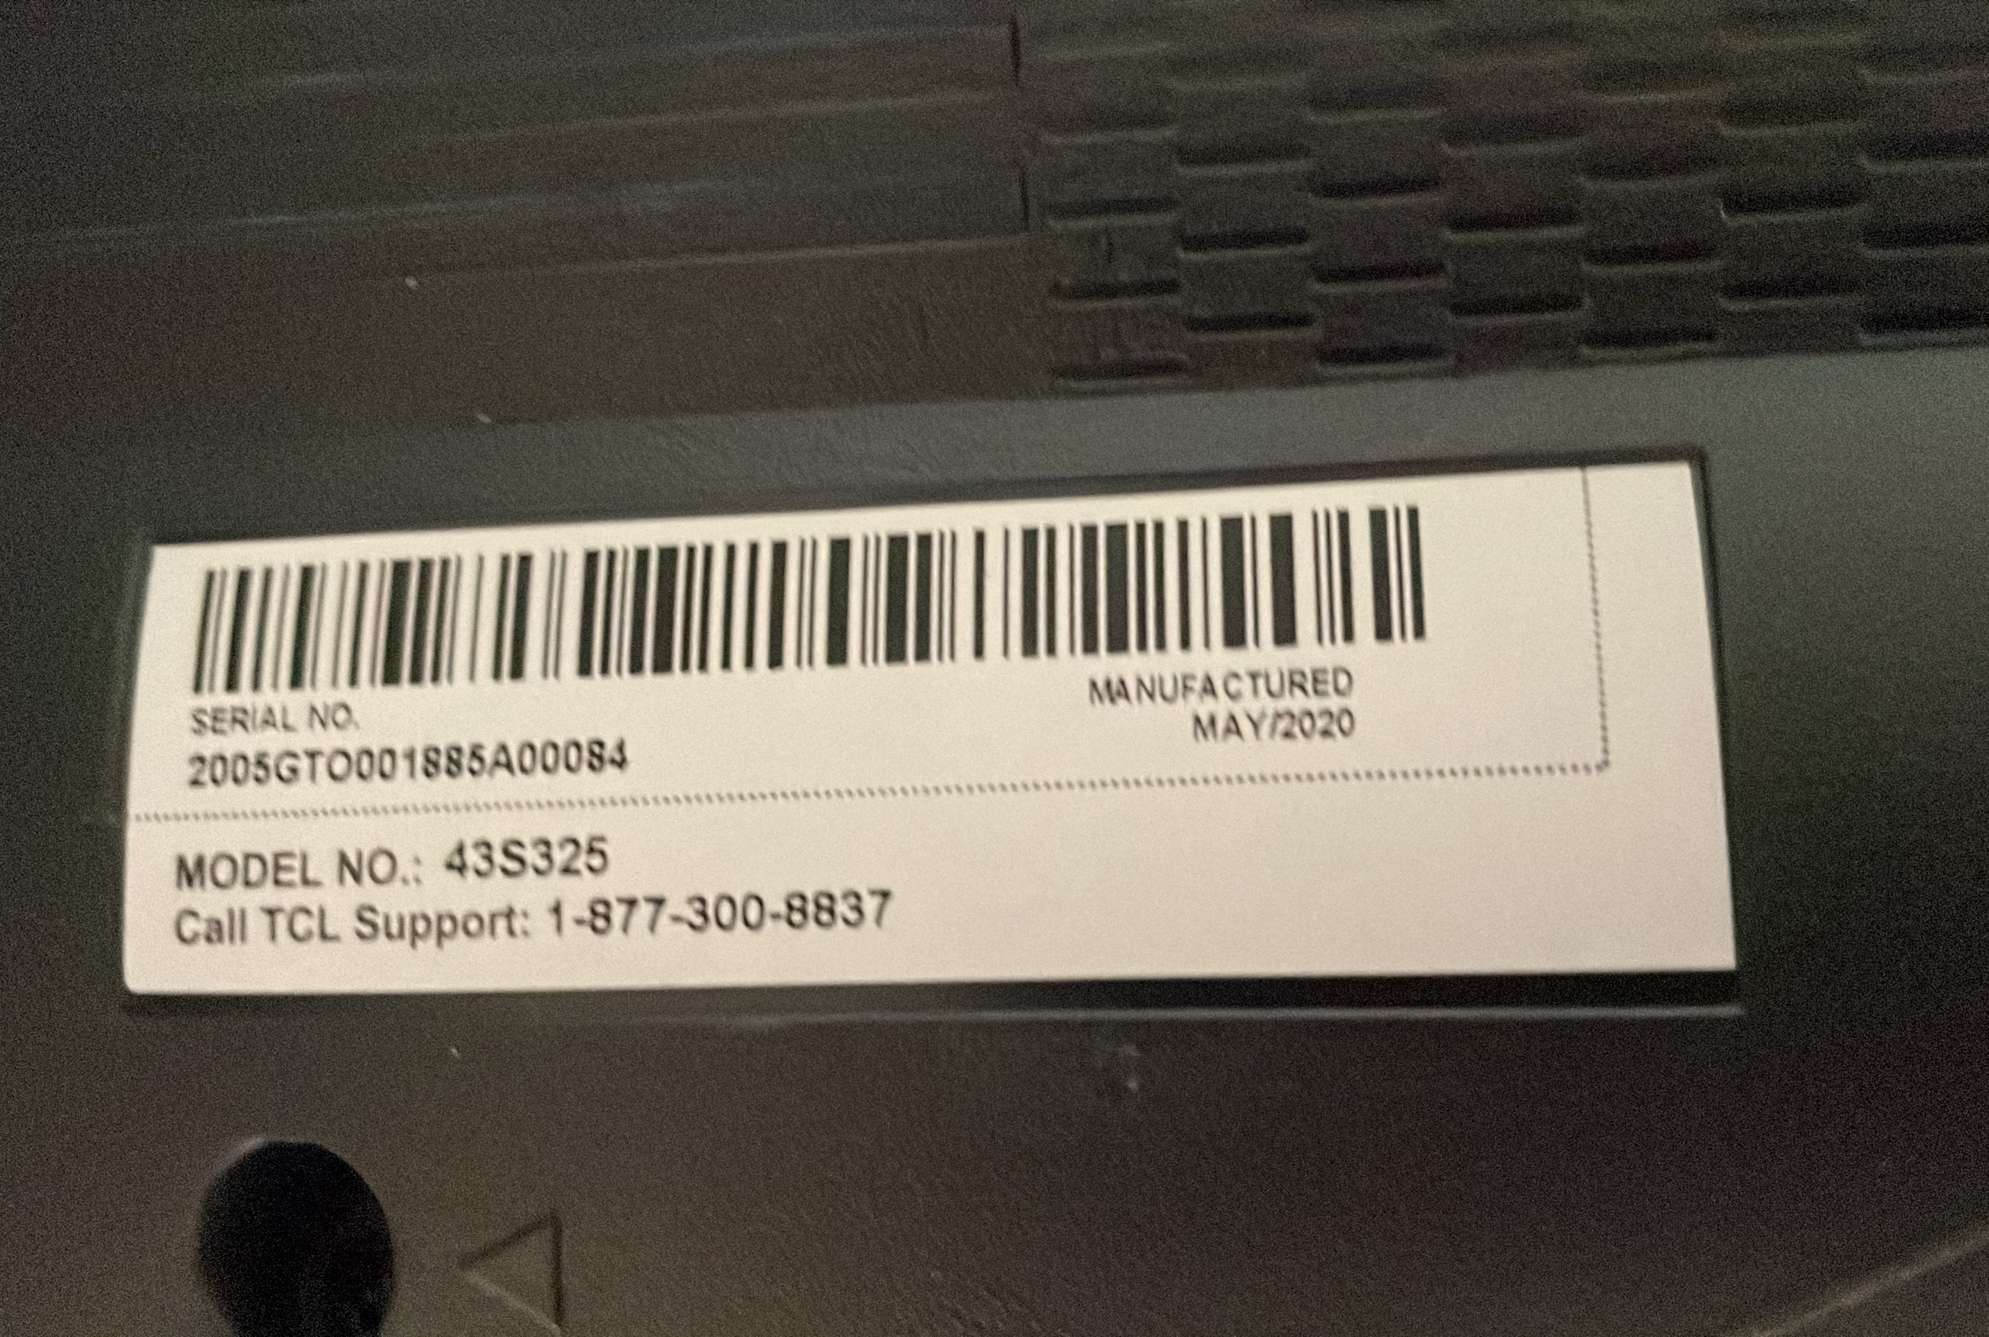 SERIAL NO.
2005GTO001885A00084
MANUFACTURED
MAY/2020
MODEL NO.: 43S325
Call TCL Support: 1-877-300-8837